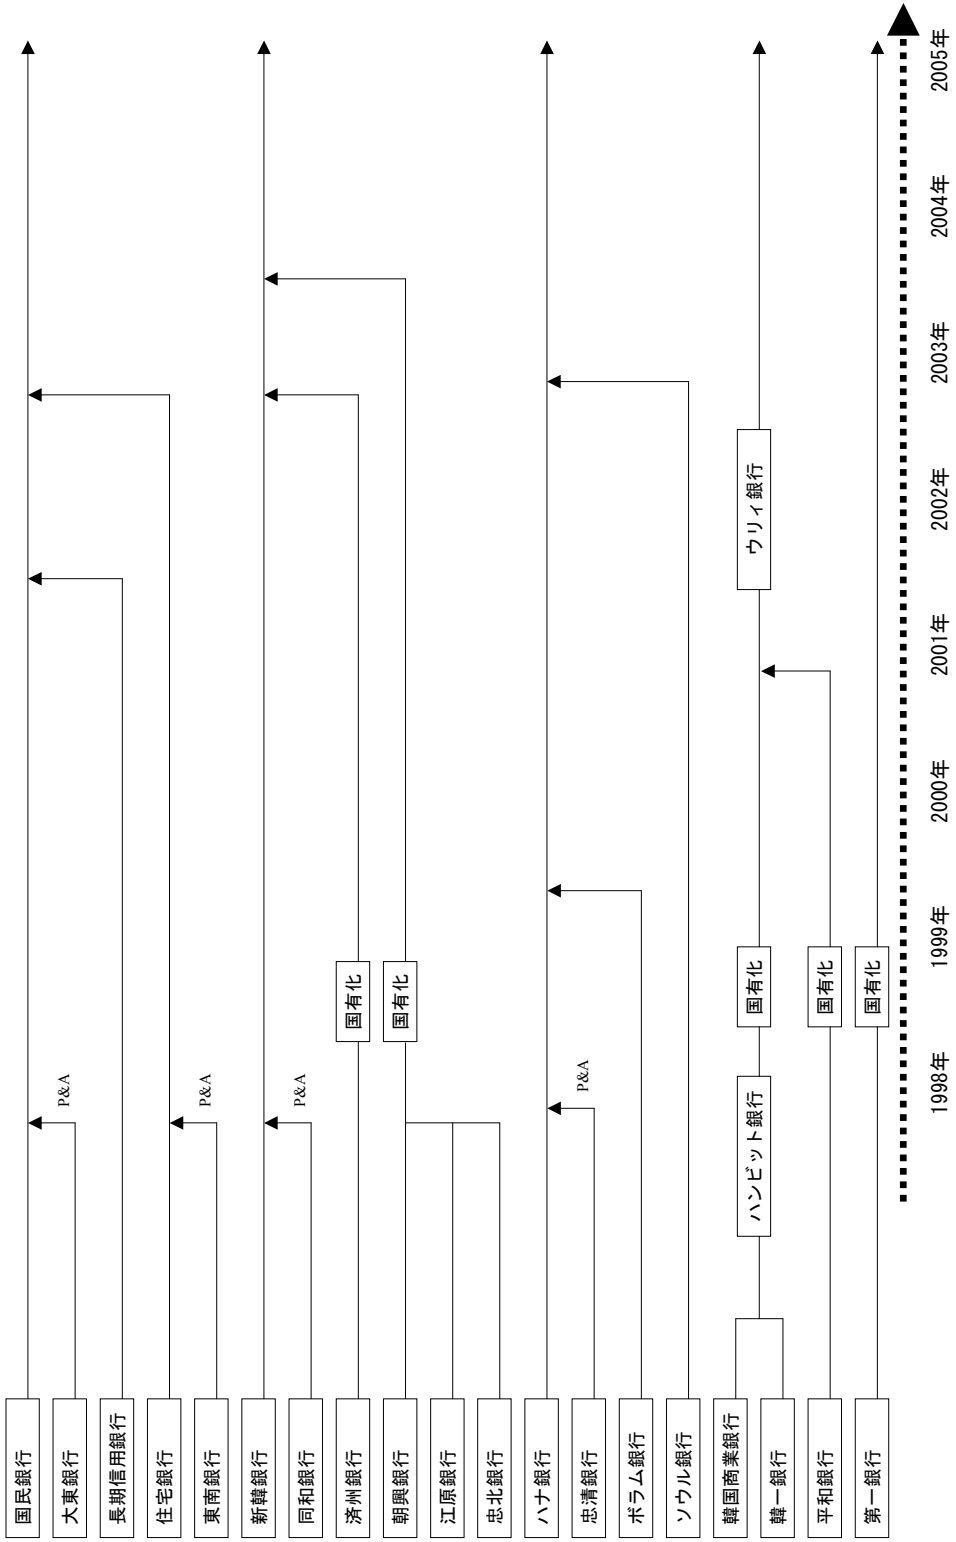 国民銀行
大東銀行
P&A
長期信用銀行
住宅銀行
東南銀行
P&A
新韓銀行
同和銀行
P&A
済州銀行
国有化
朝興銀行
国有化
江原銀行
忠北銀行
ハナ銀行
忠清銀行
P&A
ボラム銀行
ソウル銀行
韓国商業銀行
韓一銀行
ハンビット銀行
国有化
ウリィ銀行
平和銀行
国有化
第一銀行
国有化
1998年
1999年
2000年
2001年
2002年
2003年
2004年
2005年